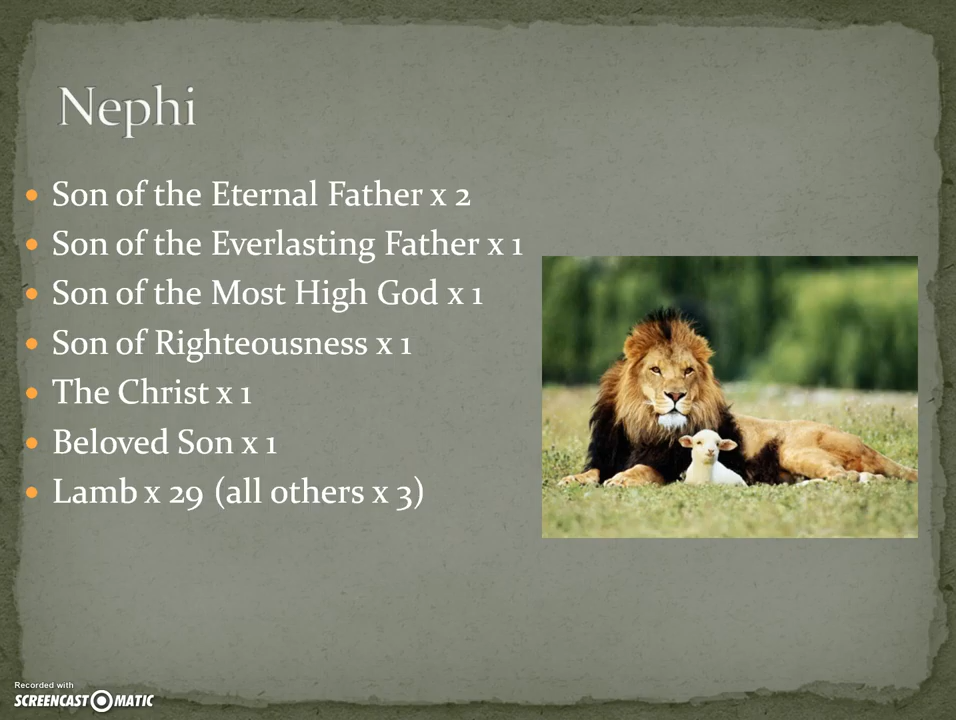 Nephi
Son of the Eternal Father x 2
Son of the Everlasting Father x 1
Son of the Most High God x 1
Son of Righteousness x 1
The Christ x 1
Beloved Son x 1
Lamb x 29 (all others x 3)
Recorded with
SCREENCAST MATIC